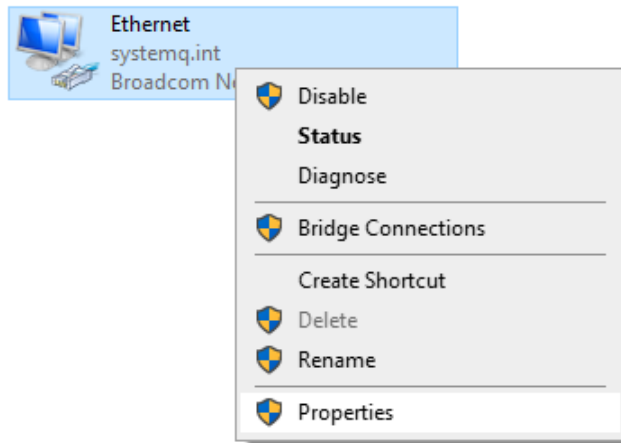 Ethernet
systemq.int
Broadcom
Disable
Status
Diagnose
Bridge Connections
Create Shortcut
Delete
Rename
Properties